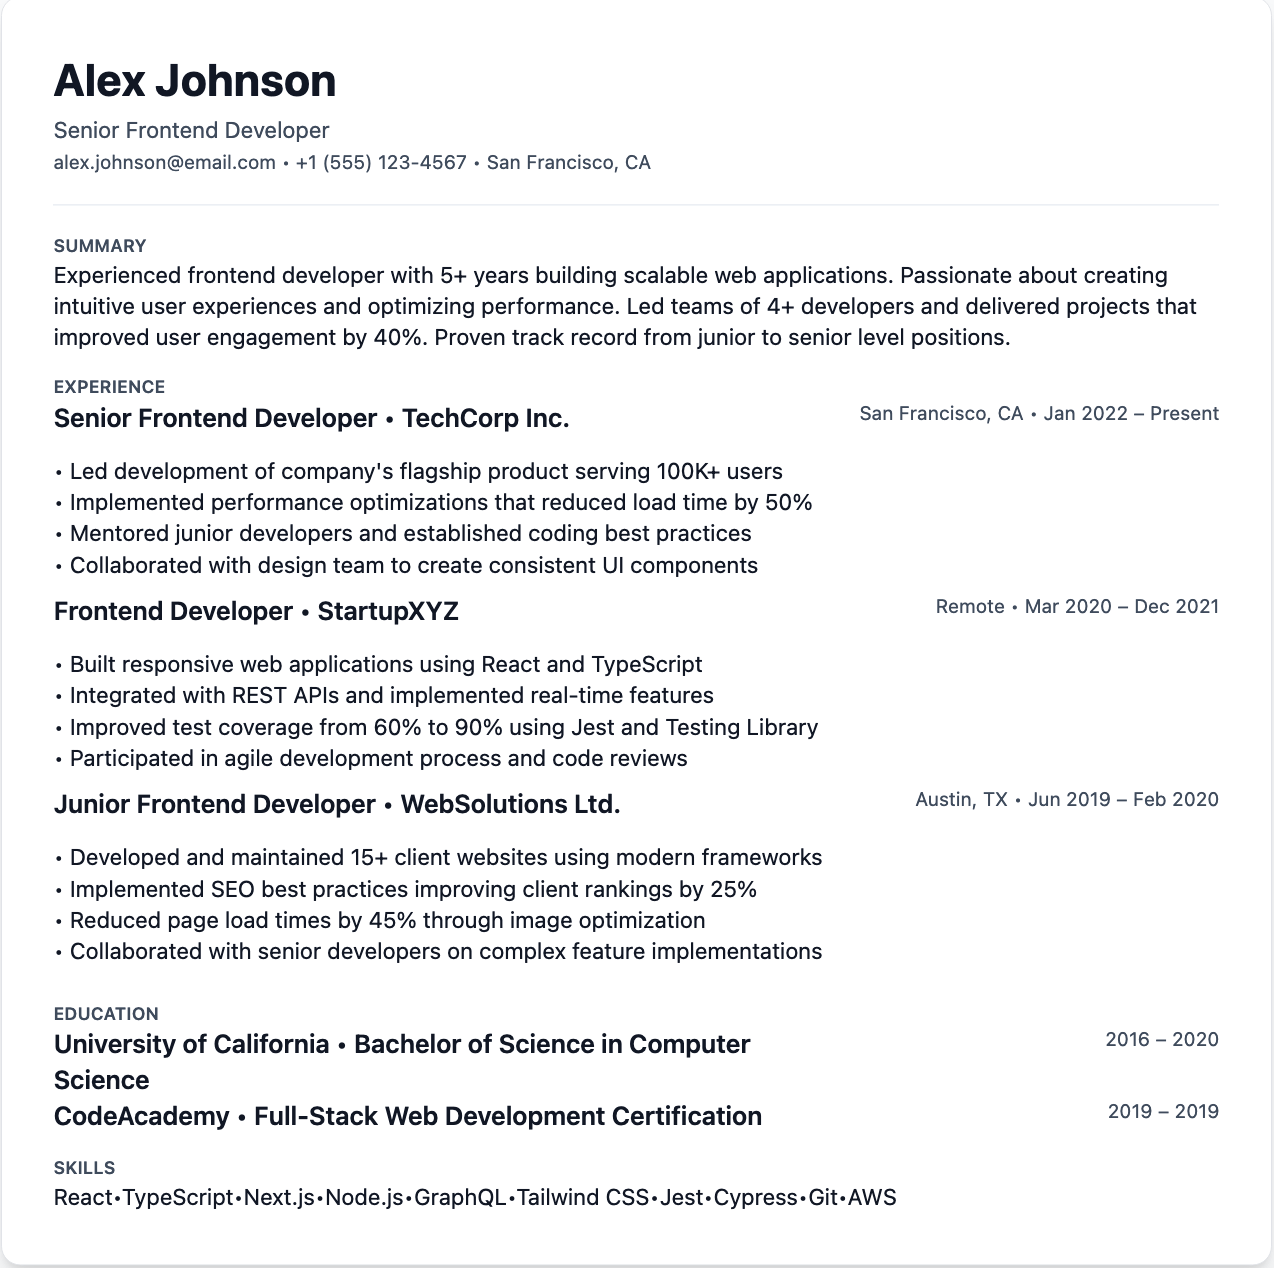 Alex Johnson
Senior Frontend Developer
alex.johnson@email.com • +1 (555) 123-4567 • San Francisco, CA
SUMMARY
Experienced frontend developer with 5+ years building scalable web applications. Passionate about creating
intuitive user experiences and optimizing performance. Led teams of 4+ developers and delivered projects that
improved user engagement by 40%. Proven track record from junior to senior level positions.
EXPERIENCE
Senior Frontend Developer • TechCorp Inc. San Francisco, CA • Jan 2022 – Present
• Led development of company's flagship product serving 100K+ users
• Implemented performance optimizations that reduced load time by 50%
• Mentored junior developers and established coding best practices
• Collaborated with design team to create consistent UI components
Frontend Developer • StartupXYZ Remote • Mar 2020 – Dec 2021
• Built responsive web applications using React and TypeScript
• Integrated with REST APIs and implemented real-time features
• Improved test coverage from 60% to 90% using Jest and Testing Library
• Participated in agile development process and code reviews
Junior Frontend Developer • WebSolutions Ltd. Austin, TX • Jun 2019 – Feb 2020
• Developed and maintained 15+ client websites using modern frameworks
• Implemented SEO best practices improving client rankings by 25%
• Reduced page load times by 45% through image optimization
• Collaborated with senior developers on complex feature implementations
EDUCATION
University of California • Bachelor of Science in Computer 2016 – 2020
Science
CodeAcademy • Full-Stack Web Development Certification 2019 – 2019
SKILLS
React•TypeScript•Next.js•Node.js•GraphQL•Tailwind CSS•Jest•Cypress•Git•AWS